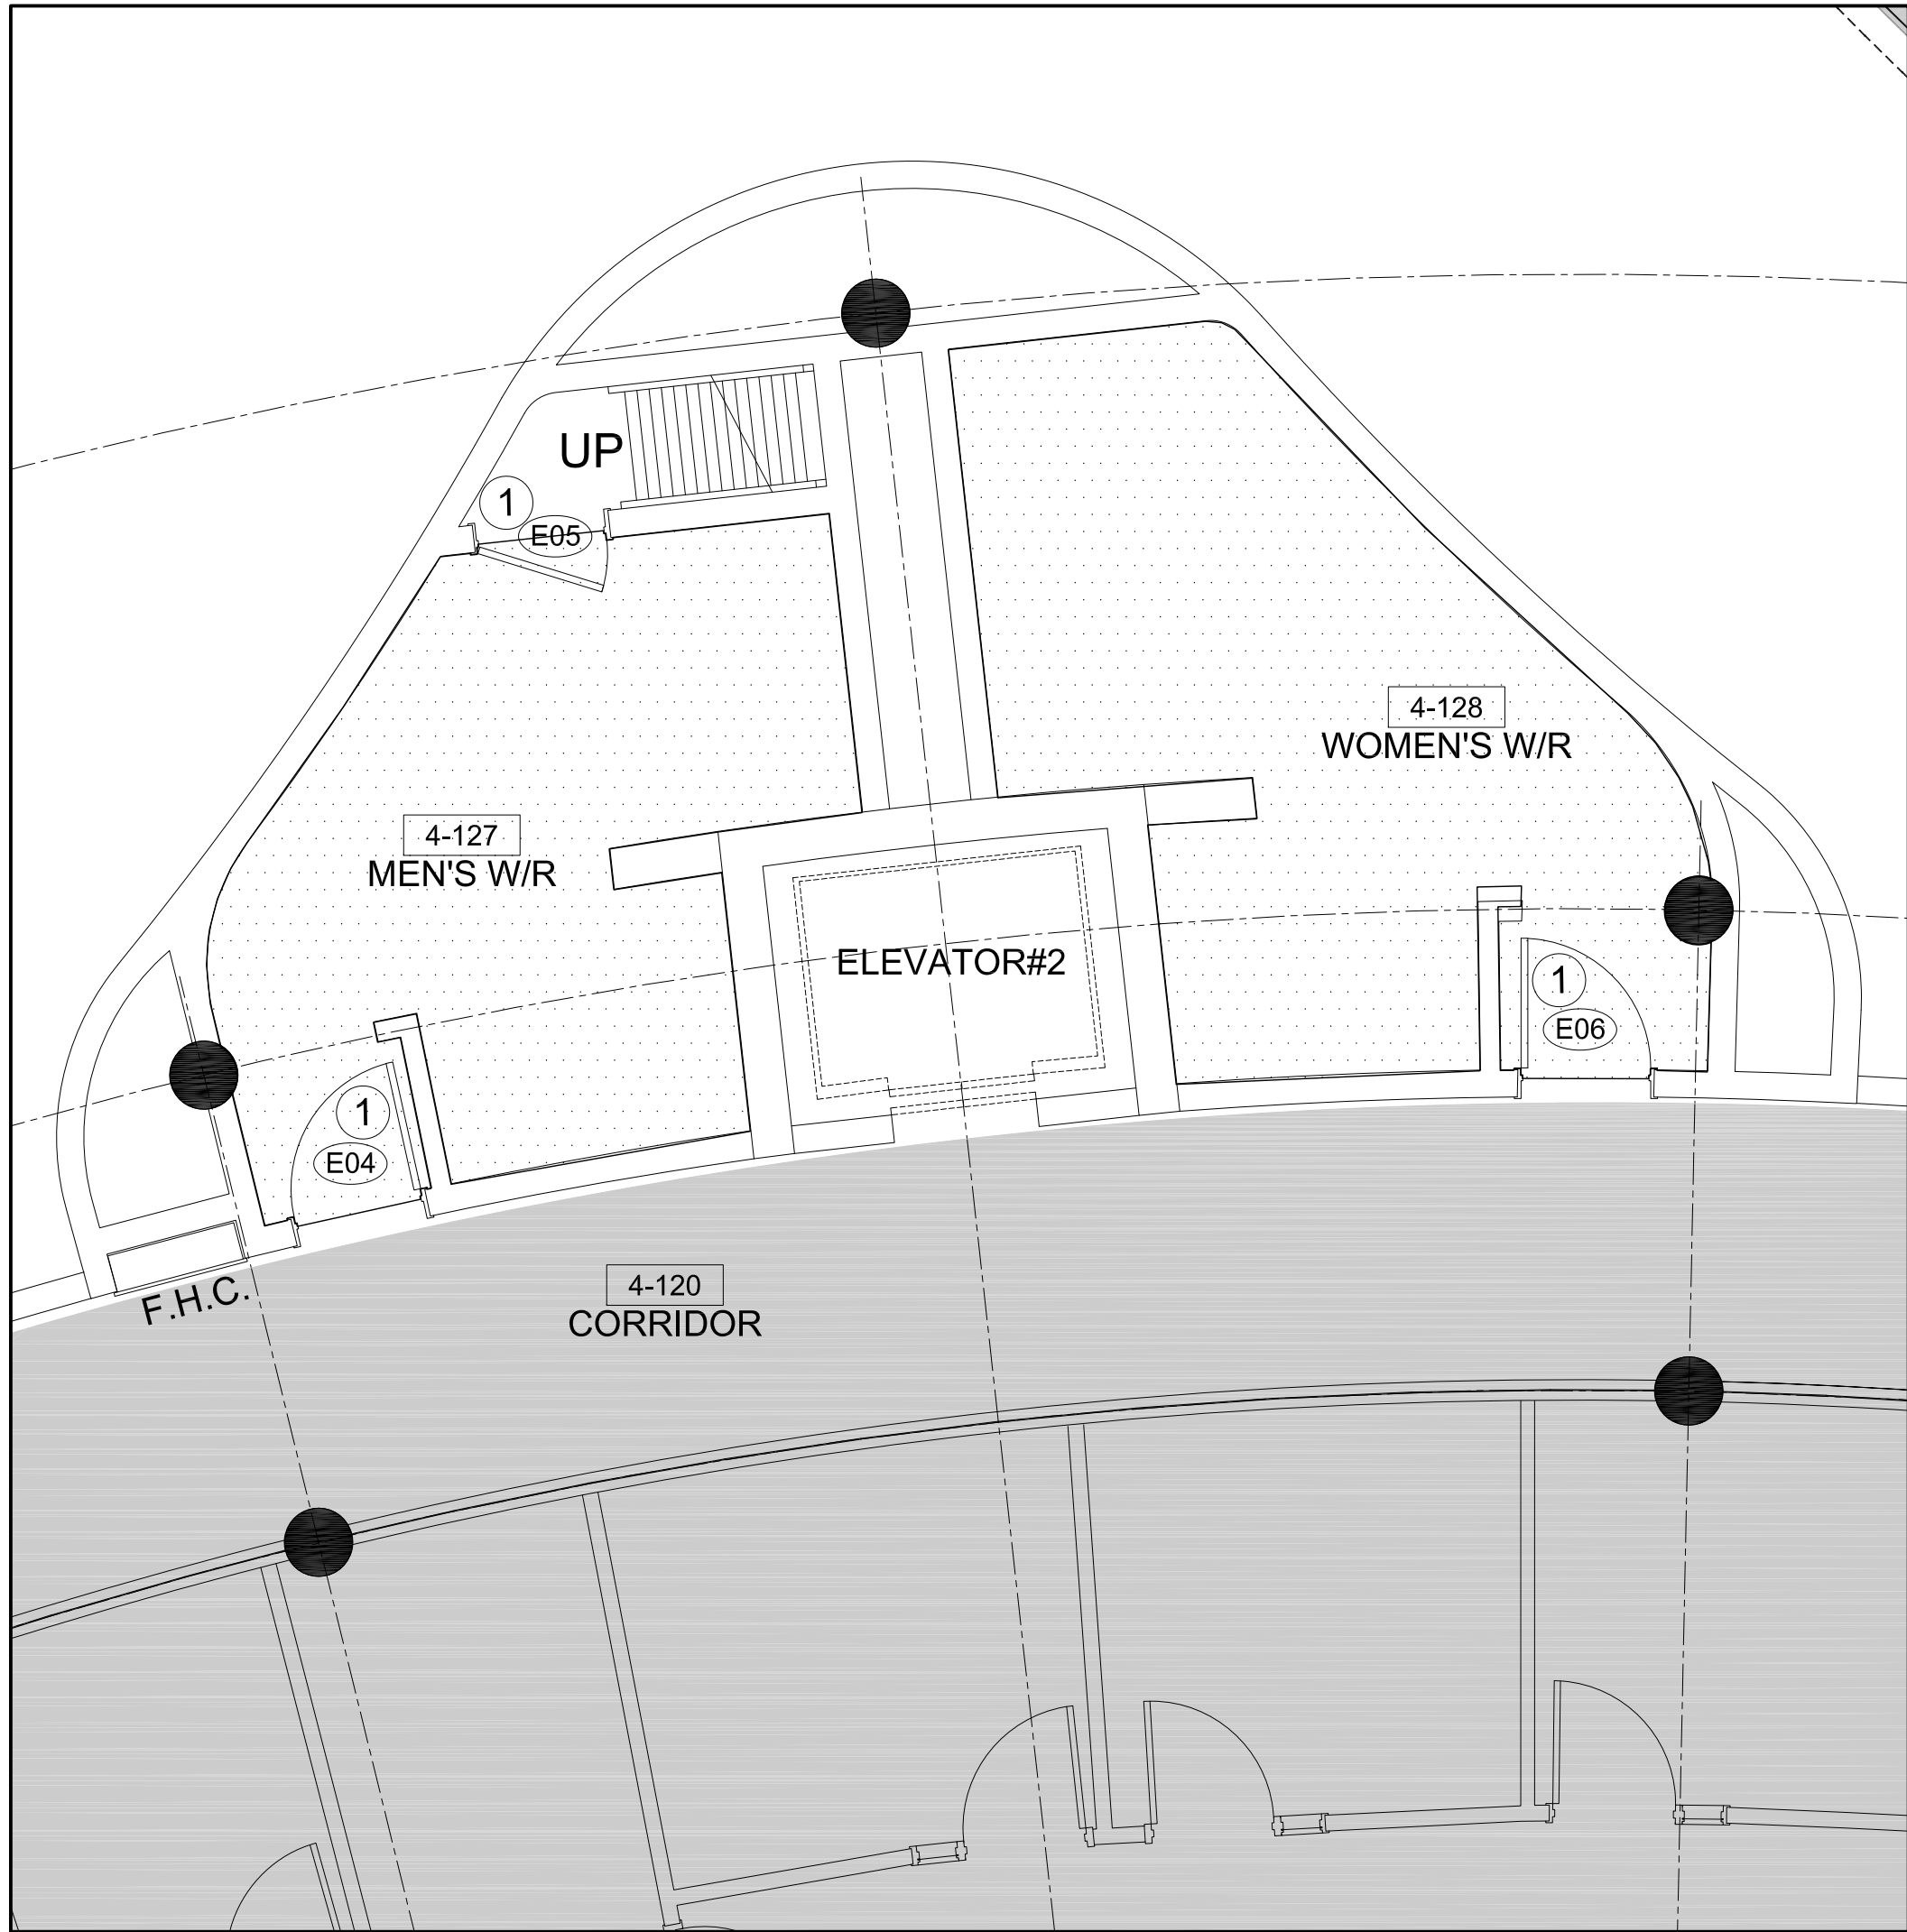 UP
1
E05
4-128
WOMEN'S W/R
4-127
MEN'S W/R
ELEVATOR#2
1
E06
1
E04
F.H.C.
4-120
CORRIDOR